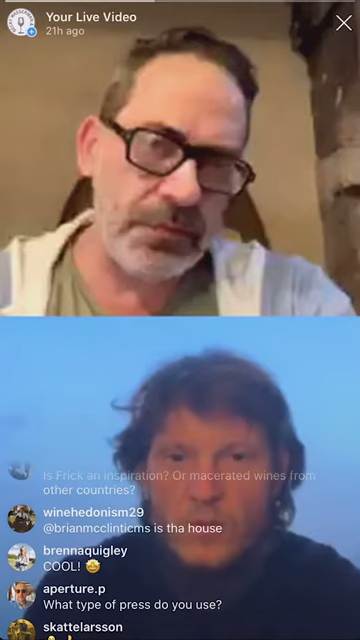 Your Live Video
21h ago
Is Frick an inspiration? Or macerated wines from
other countries?
winehedonism29
@brianmcclinticms is tha house
brennaquigley
COOL! 🤩
aperture.p
What type of press do you use?
skattelarsson